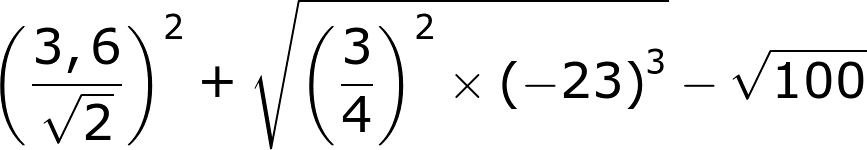 (3,6/√2)² + √((3/4)² × (−23)³) − √100